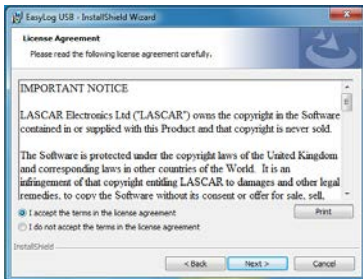 EasyLog USB - InstallShield Wizard
License Agreement
Please read the following license agreement carefully.
IMPORTANT NOTICE
LASCAR Electronics Ltd ("LASCAR") owns the copyright in the Software
contained in or supplied with this Product and that copyright is never sold.
The Software is protected under the copyright laws of the United Kingdom
and corresponding laws in other countries of the World. It is an
infringement of that copyright entitling LASCAR to damages and other legal
remedies, to copy the Software without its consent or offer for sale, sell,
I accept the terms in the license agreement
Print
I do not accept the terms in the license agreement
InstallShield
< Back
Next >
Cancel